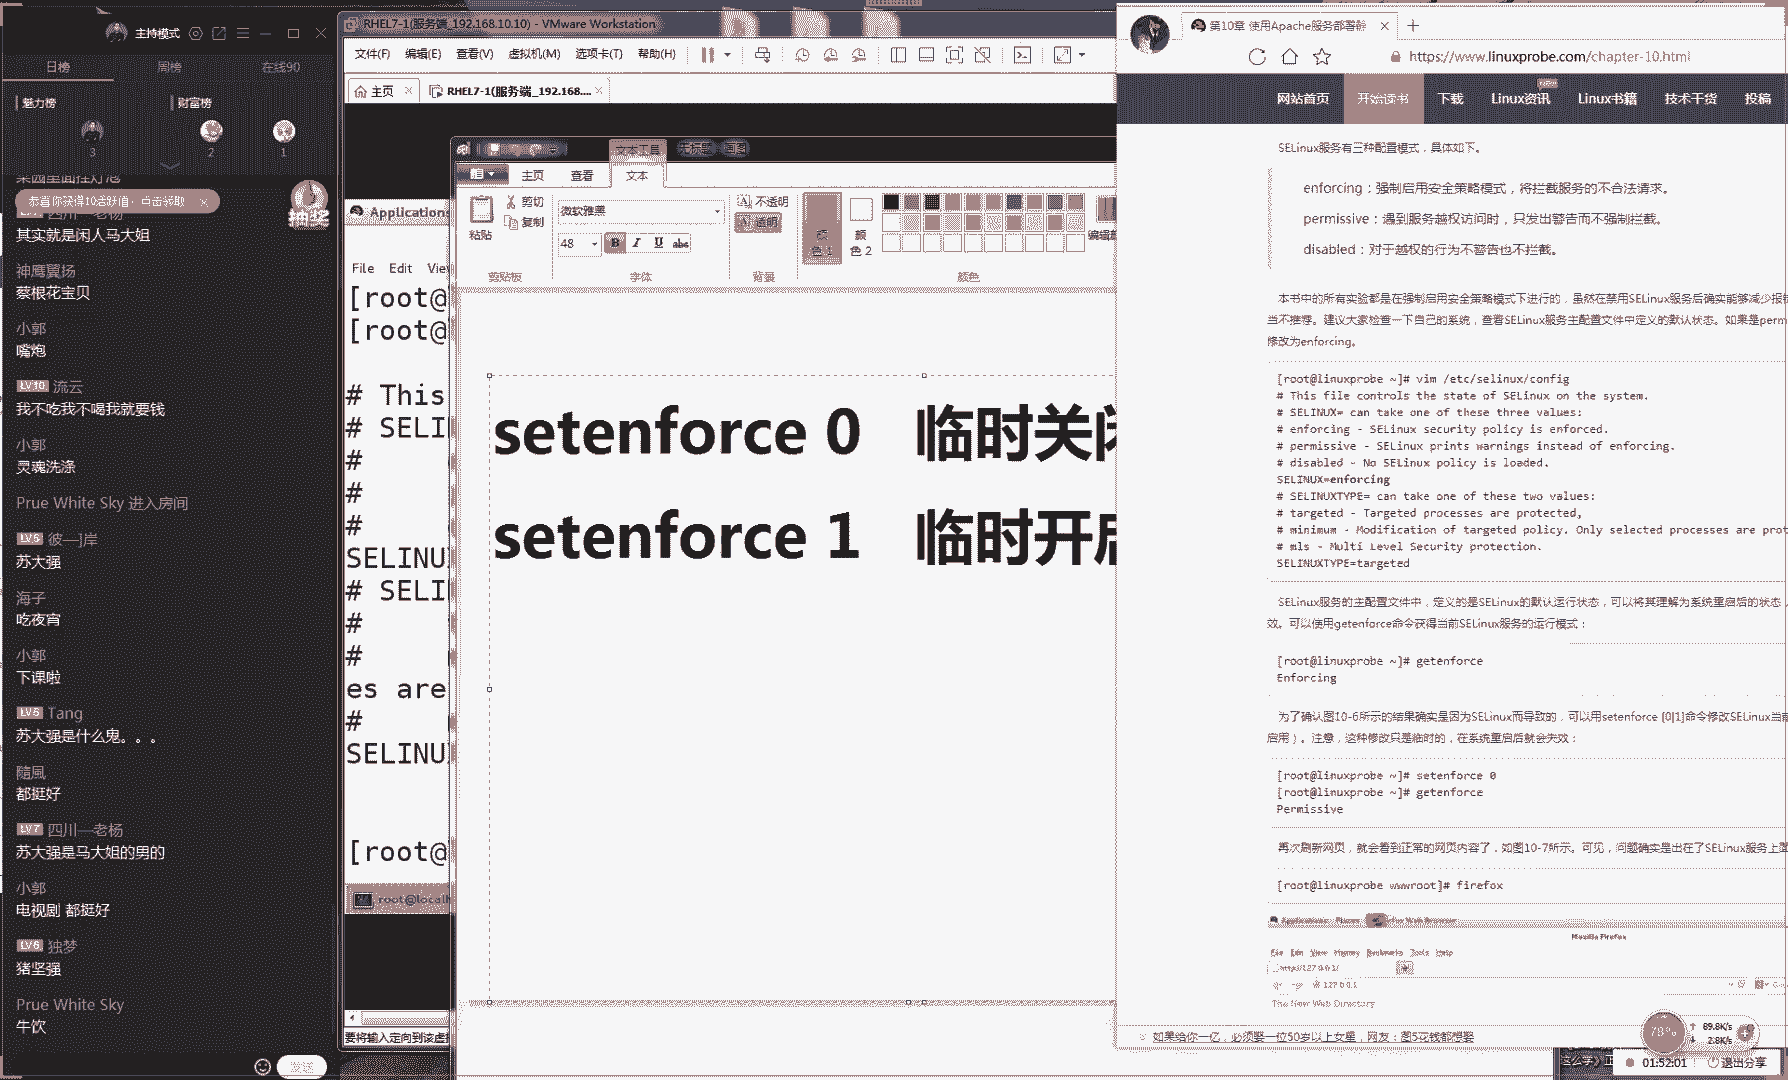 主持模式
日榜 周榜 在线90
魅力榜 财富榜
3 2 1
恭喜你获得10活跃值，点击领取
抽奖
其实就是闲人马大姐
神鹰翼扬
蔡根花宝贝
小郭
嘴炮
LV10 流云
我不吃我不喝我就要钱
小郭
灵魂洗涤
Prue White Sky 进入房间
LV5 彼—]岸
苏大强
海子
吃夜宵
小郭
下课啦
LV5 Tang
苏大强是什么鬼。。。
隨風
都挺好
LV7 四川—老杨
苏大强是马大姐的男的
小郭
电视剧 都挺好
LV6 独梦
猪坚强
Prue White Sky
牛饮
发送
RHEL7-1(服务端_192.168.10.10) - VMware Workstation
文件(F) 编辑(E) 查看(V) 虚拟机(M) 选项卡(T) 帮助(H)
主页 RHEL7-1(服务端_192.168....
Applications
File Edit Vie
[root@
[root@
# This
# SELI
#
#
#
SELINU
# SELI
#
#
es are
#
SELINU
[root@
root@localh
要将输入定向到该虚
文本工具 无标题 画图
主页 查看 文本
粘贴 剪切
复制
剪贴板
微软雅黑
48 B I U abc
字体
不透明
透明
背景
颜色 1
颜色 2
颜色
setenforce 0 临时关闭
setenforce 1 临时开启
第10章 使用Apache服务部署静
https://www.linuxprobe.com/chapter-10.html
网站首页 开始读书 下载 Linux资讯 Linux书籍 技术干货 投稿
SELinux服务有三种配置模式，具体如下。
enforcing：强制启用安全策略模式，将拦截服务的不合法请求。
permissive：遇到服务越权访问时，只发出警告而不强制拦截。
disabled：对于越权的行为不警告也不拦截。
本书中的所有实验都是在强制启用安全策略模式下进行的，虽然在禁用SELinux服务后确实能够减少报错
当不推荐。建议大家检查一下自己的系统，查看SELinux服务主配置文件中定义的默认状态。如果是perm
修改为enforcing。
[root@linuxprobe ~]# vim /etc/selinux/config
# This file controls the state of SELinux on the system.
# SELINUX= can take one of these three values:
# enforcing - SELinux security policy is enforced.
# permissive - SELinux prints warnings instead of enforcing.
# disabled - No SELinux policy is loaded.
SELINUX=enforcing
# SELINUXTYPE= can take one of these two values:
# targeted - Targeted processes are protected,
# minimum - Modification of targeted policy. Only selected processes are prot
# mls - Multi Level Security protection.
SELINUXTYPE=targeted
SELinux服务的主配置文件中，定义的是SELinux的默认运行状态，可以将其理解为系统重启后的状态，
效。可以使用getenforce命令获得当前SELinux服务的运行模式：
[root@linuxprobe ~]# getenforce
Enforcing
为了确认图10-6所示的结果确实是因为SELinux而导致的，可以用setenforce [0|1]命令修改SELinux当前
启用）。注意，这种修改只是临时的，在系统重启后就会失效：
[root@linuxprobe ~]# setenforce 0
[root@linuxprobe ~]# getenforce
Permissive
再次刷新网页，就会看到正常的网页内容了，如图10-7所示。可见，问题确实是出在了SELinux服务上面
[root@linuxprobe wwwroot]# firefox
Mozilla Firefox
File Edit View History Bookmarks Tools Help
http://127.0.0.1/
127.0.0.1
The New Web Directory
如果给你一亿，必须娶一位50岁以上女星，网友：图5花钱都想娶
78%
89.8K/s
2.8K/s
01:52:01 退出分享